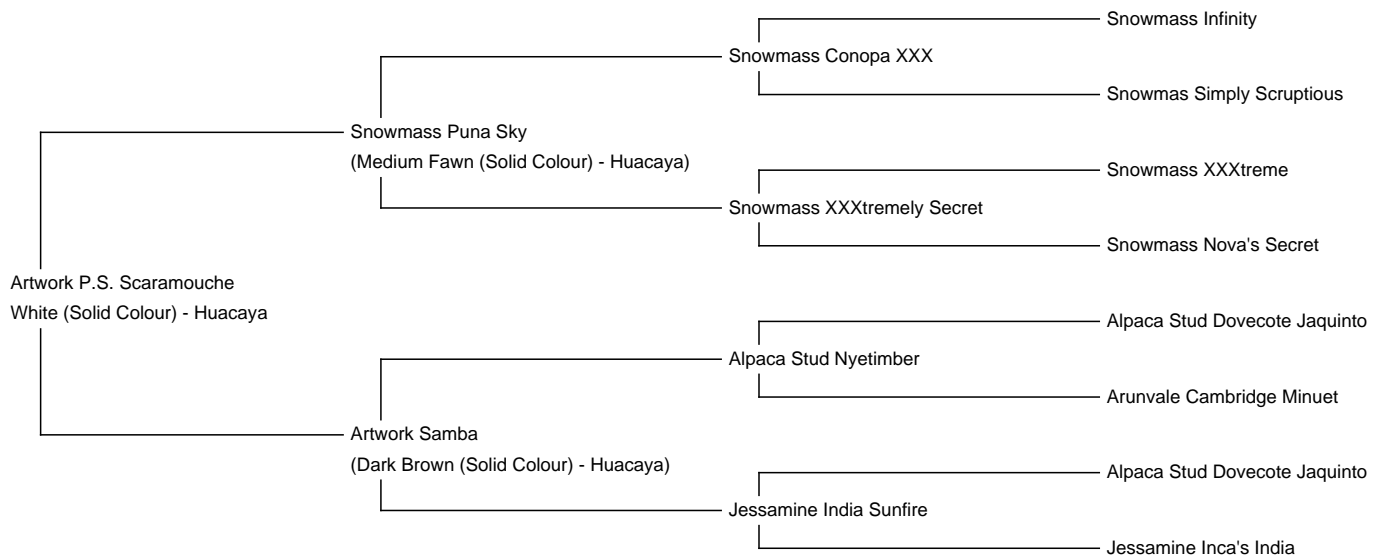 Snowmass Infinity
Snowmass Conopa XXX
Snowmas Simply Scruptious
Snowmass Puna Sky
(Medium Fawn (Solid Colour) - Huacaya)
Snowmass XXXtreme
Snowmass XXXtremely Secret
Snowmass Nova's Secret
Artwork P.S. Scaramouche
White (Solid Colour) - Huacaya
Alpaca Stud Dovecote Jaquinto
Alpaca Stud Nyetimber
Arunvale Cambridge Minuet
Artwork Samba
(Dark Brown (Solid Colour) - Huacaya)
Alpaca Stud Dovecote Jaquinto
Jessamine India Sunfire
Jessamine Inca's India